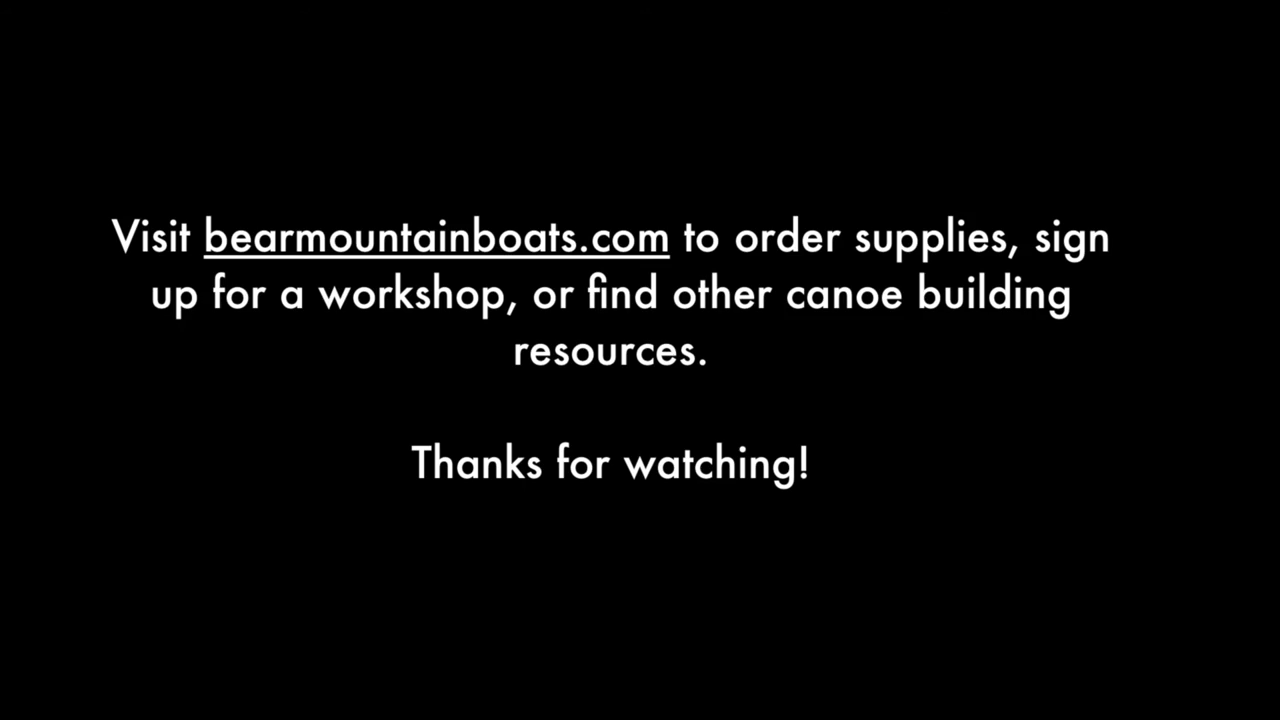 Visit bearmountainboats.com to order supplies, sign
up for a workshop, or find other canoe building
resources.
Thanks for watching!